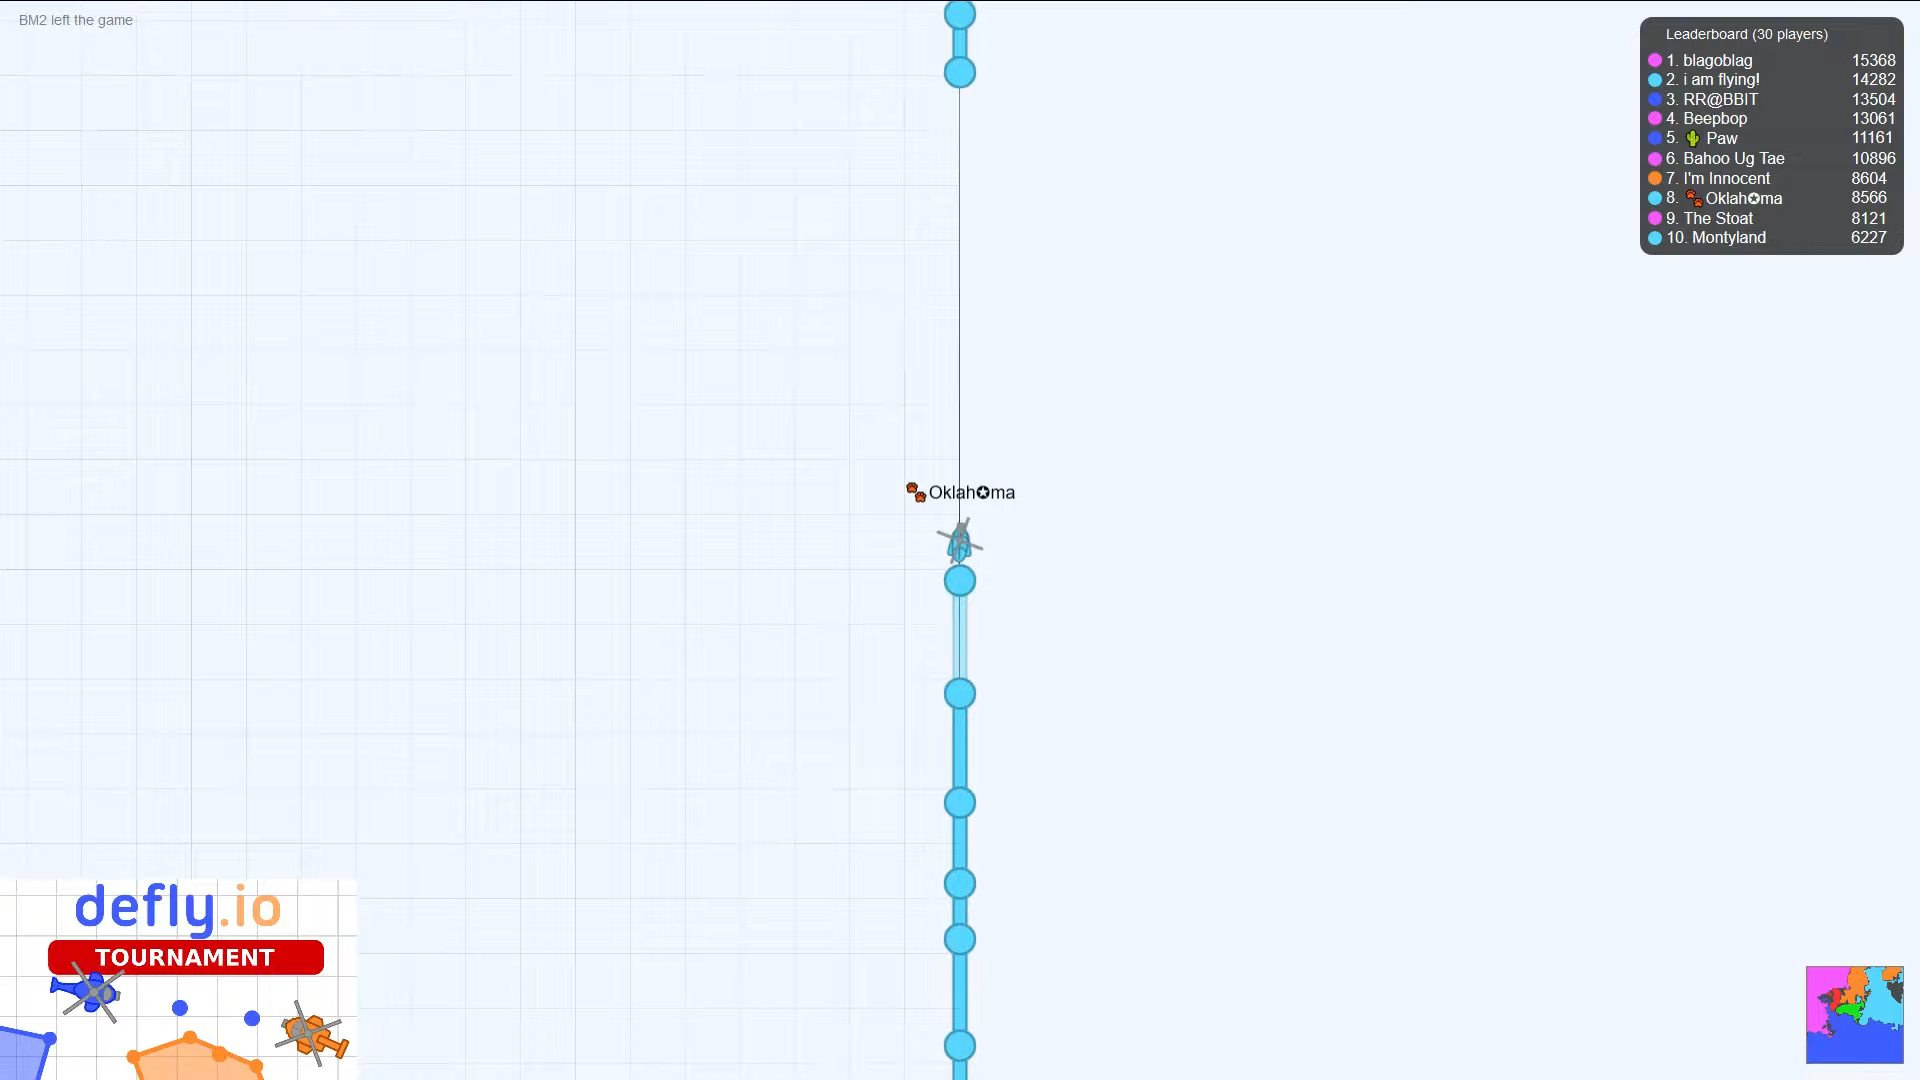 BM2 left the game
Leaderboard (30 players)
1. blagoblag 15368
2. i am flying! 14282
3. RR@BBIT 13504
4. Beepbop 13061
5. 🌵 Paw 11161
6. Bahoo Ug Tae 10896
7. I'm Innocent 8604
8. 🐾Oklah✪ma 8566
9. The Stoat 8121
10. Montyland 6227
🐾Oklah✪ma
defly.io
TOURNAMENT